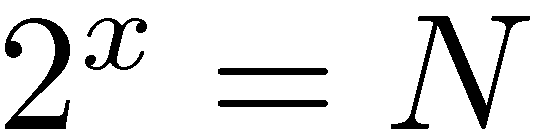 2^x = N